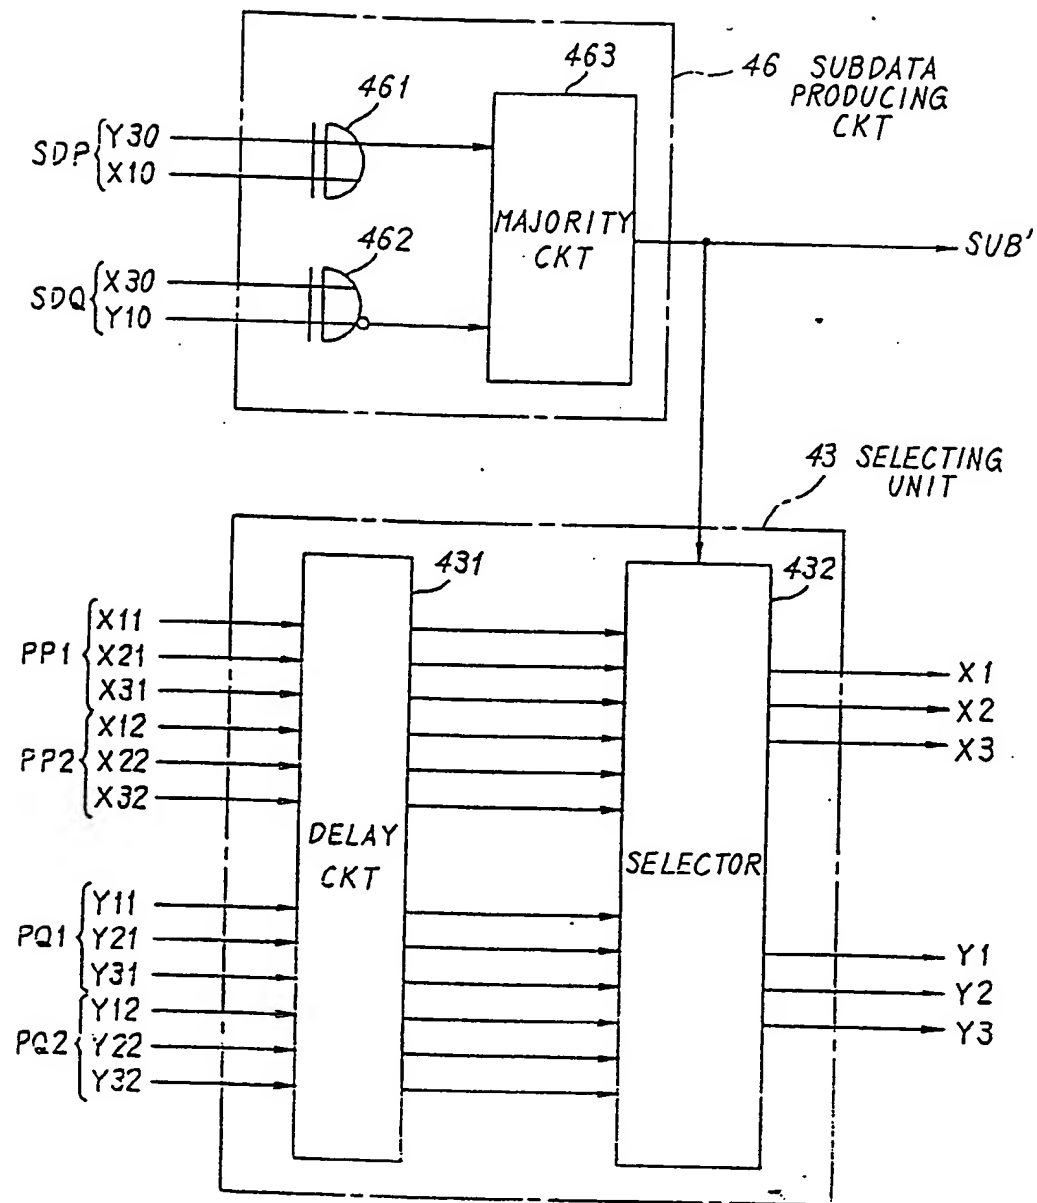 46 SUBDATA
PRODUCING
CKT
463
461
SDP
Y30
X10
MAJORITY
CKT
SUB'
462
SDQ
X30
Y10
43 SELECTING
UNIT
431
432
PP1
X11
X21
X31
PP2
X12
X22
X32
DELAY
CKT
SELECTOR
X1
X2
X3
PQ1
Y11
Y21
Y31
PQ2
Y12
Y22
Y32
Y1
Y2
Y3